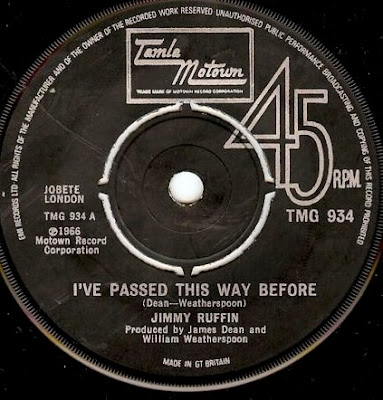 EMI RECORDS LTD ALL RIGHTS OF THE MANUFACTURER AND OF THE OWNER OF THE RECORDED WORK RESERVED UNAUTHORISED PUBLIC PERFORMANCE BROADCASTING AND COPYING OF THIS RECORD PROHIBITED
Tamla
Motown
TRADE MARK OF MOTOWN RECORD CORPORATION
45
R.P.M.
JOBETE
LONDON
TMG 934 A
TMG 934
℗1966
Motown Record
Corporation
I'VE PASSED THIS WAY BEFORE
(Dean—Weatherspoon)
JIMMY RUFFIN
Produced by James Dean and
William Weatherspoon
MADE IN GT BRITAIN